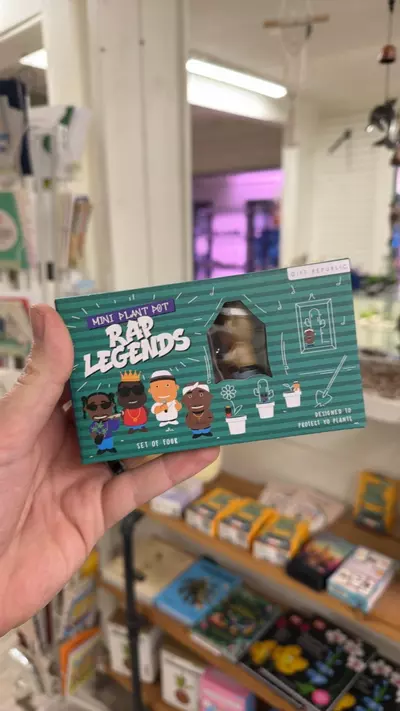 GIFT REPUBLIC
MINI PLANT POT
RAP
LEGENDS
SET OF FOUR
DESIGNED TO
PROTECT YO PLANTS